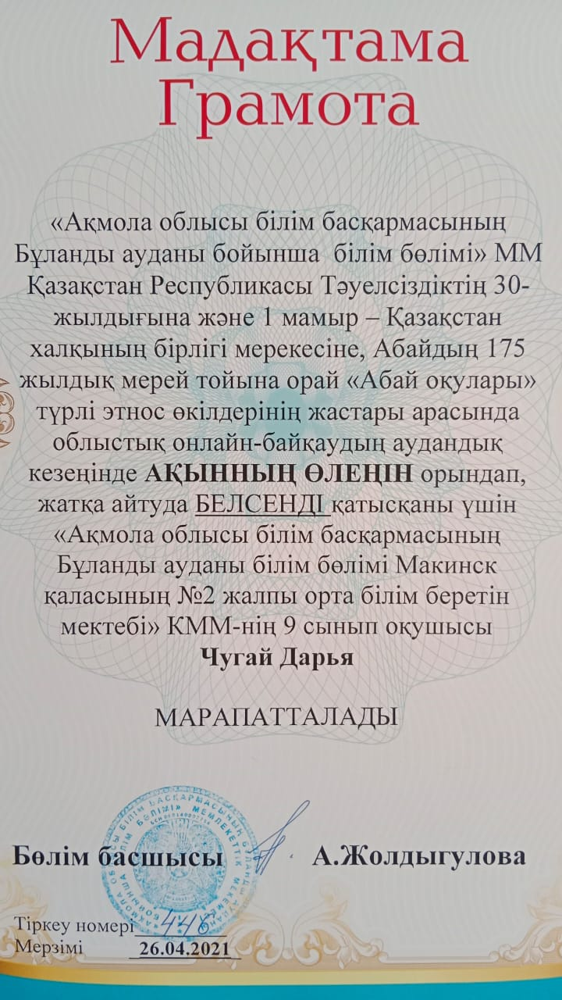 Мадақтама
Грамота
«Ақмола облысы білім басқармасының
Бұланды ауданы бойынша білім бөлімі» ММ
Қазақстан Республикасы Тәуелсіздіктің 30-
жылдығына және 1 мамыр – Қазақстан
халқының бірлігі мерекесіне, Абайдың 175
жылдық мерей тойына орай «Абай оқулары»
түрлі этнос өкілдерінің жастары арасында
облыстық онлайн-байқаудың аудандық
кезеңінде АҚЫННЫҢ ӨЛЕҢІН орындап,
жатқа айтуда БЕЛСЕНДІ қатысқаны үшін
«Ақмола облысы білім басқармасының
Бұланды ауданы білім бөлімі Макинск
қаласының №2 жалпы орта білім беретін
мектебі» КММ-нің 9 сынып оқушысы
Чугай Дарья
МАРАПАТТАЛАДЫ
Бөлім басшысы А.Жолдыгулова
Тіркеу номері 446
Мерзімі 26.04.2021